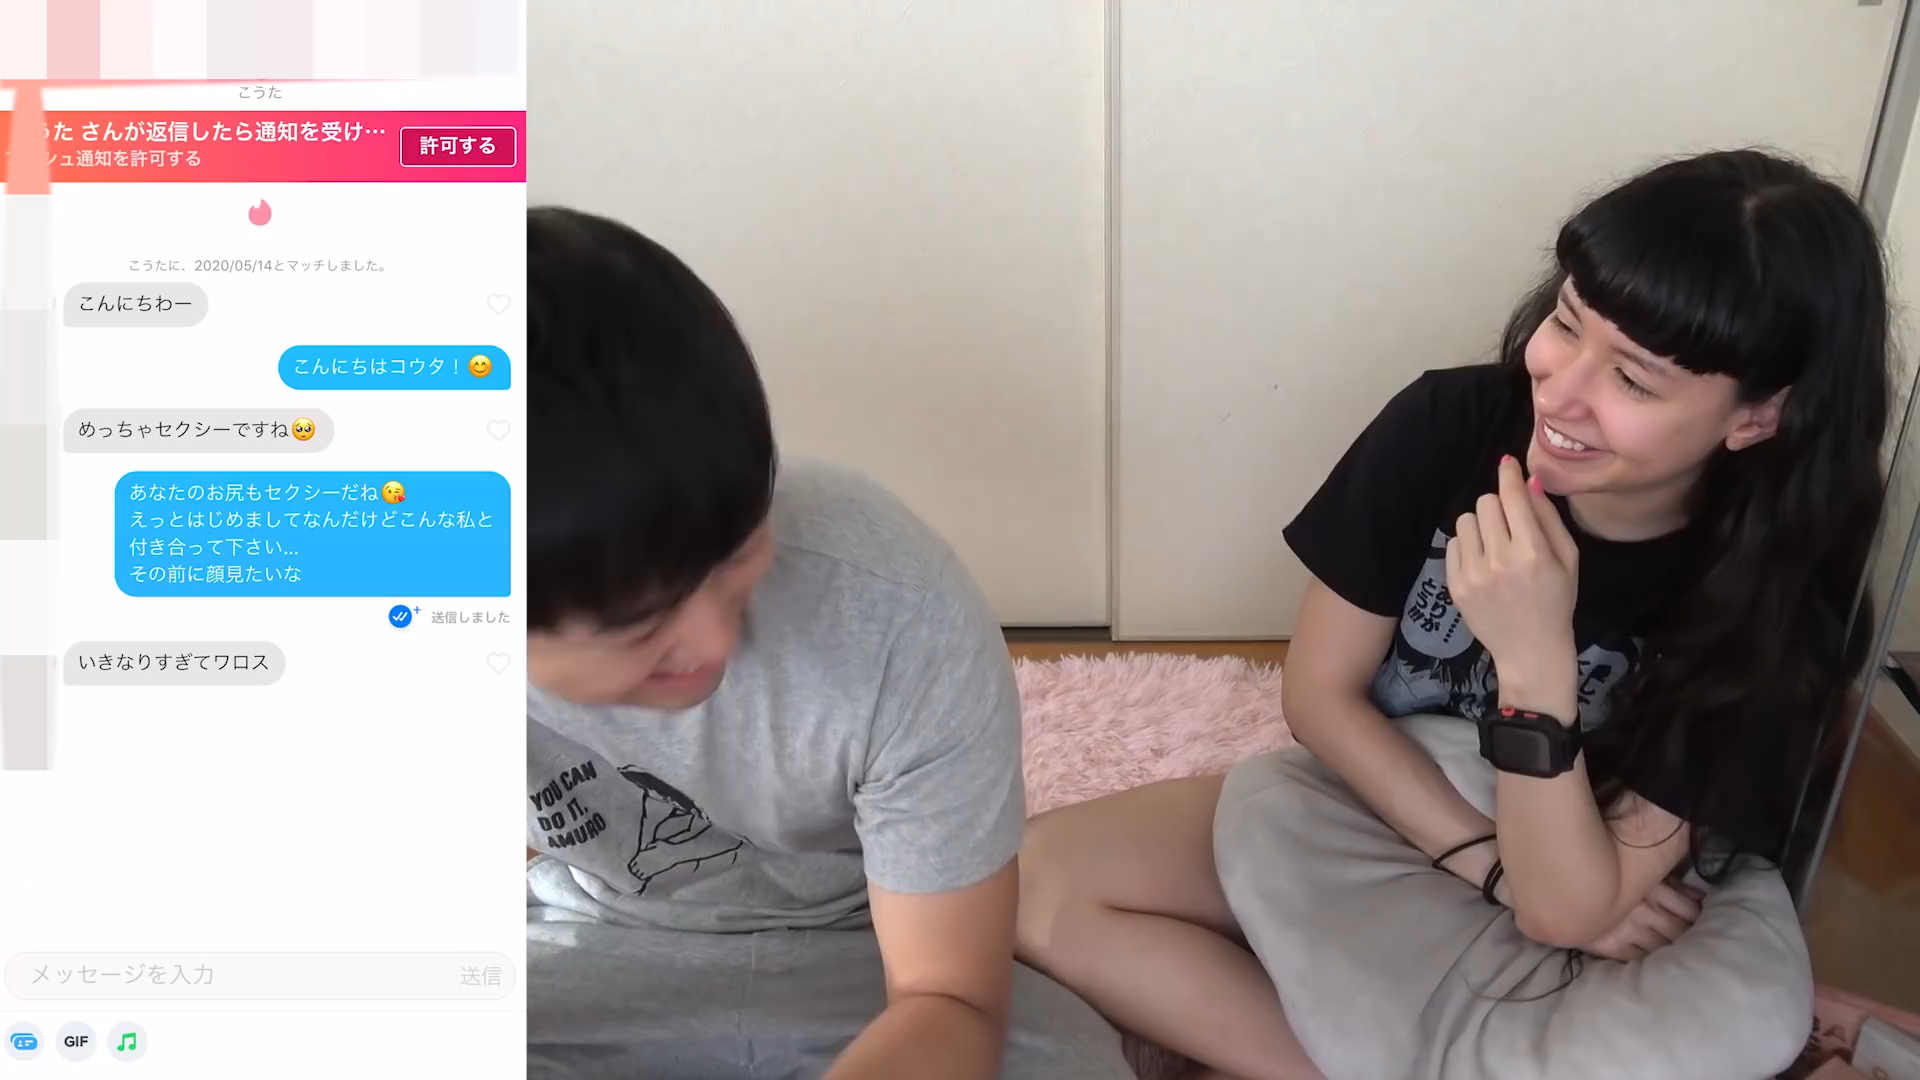 こうた
うた さんが返信したら通知を受け…
シュ通知を許可する
許可する
こうたに、2020/05/14とマッチしました。
こんにちわー
こんにちはコウタ！😊
めっちゃセクシーですね🥺
あなたのお尻もセクシーだね😘
えっとはじめましてなんだけどこんな私と
付き合って下さい...
その前に顔見たいな
送信しました
いきなりすぎてワロス
メッセージを入力
送信
GIF
YOU CAN
DO IT,
AMURO
ありが
とう